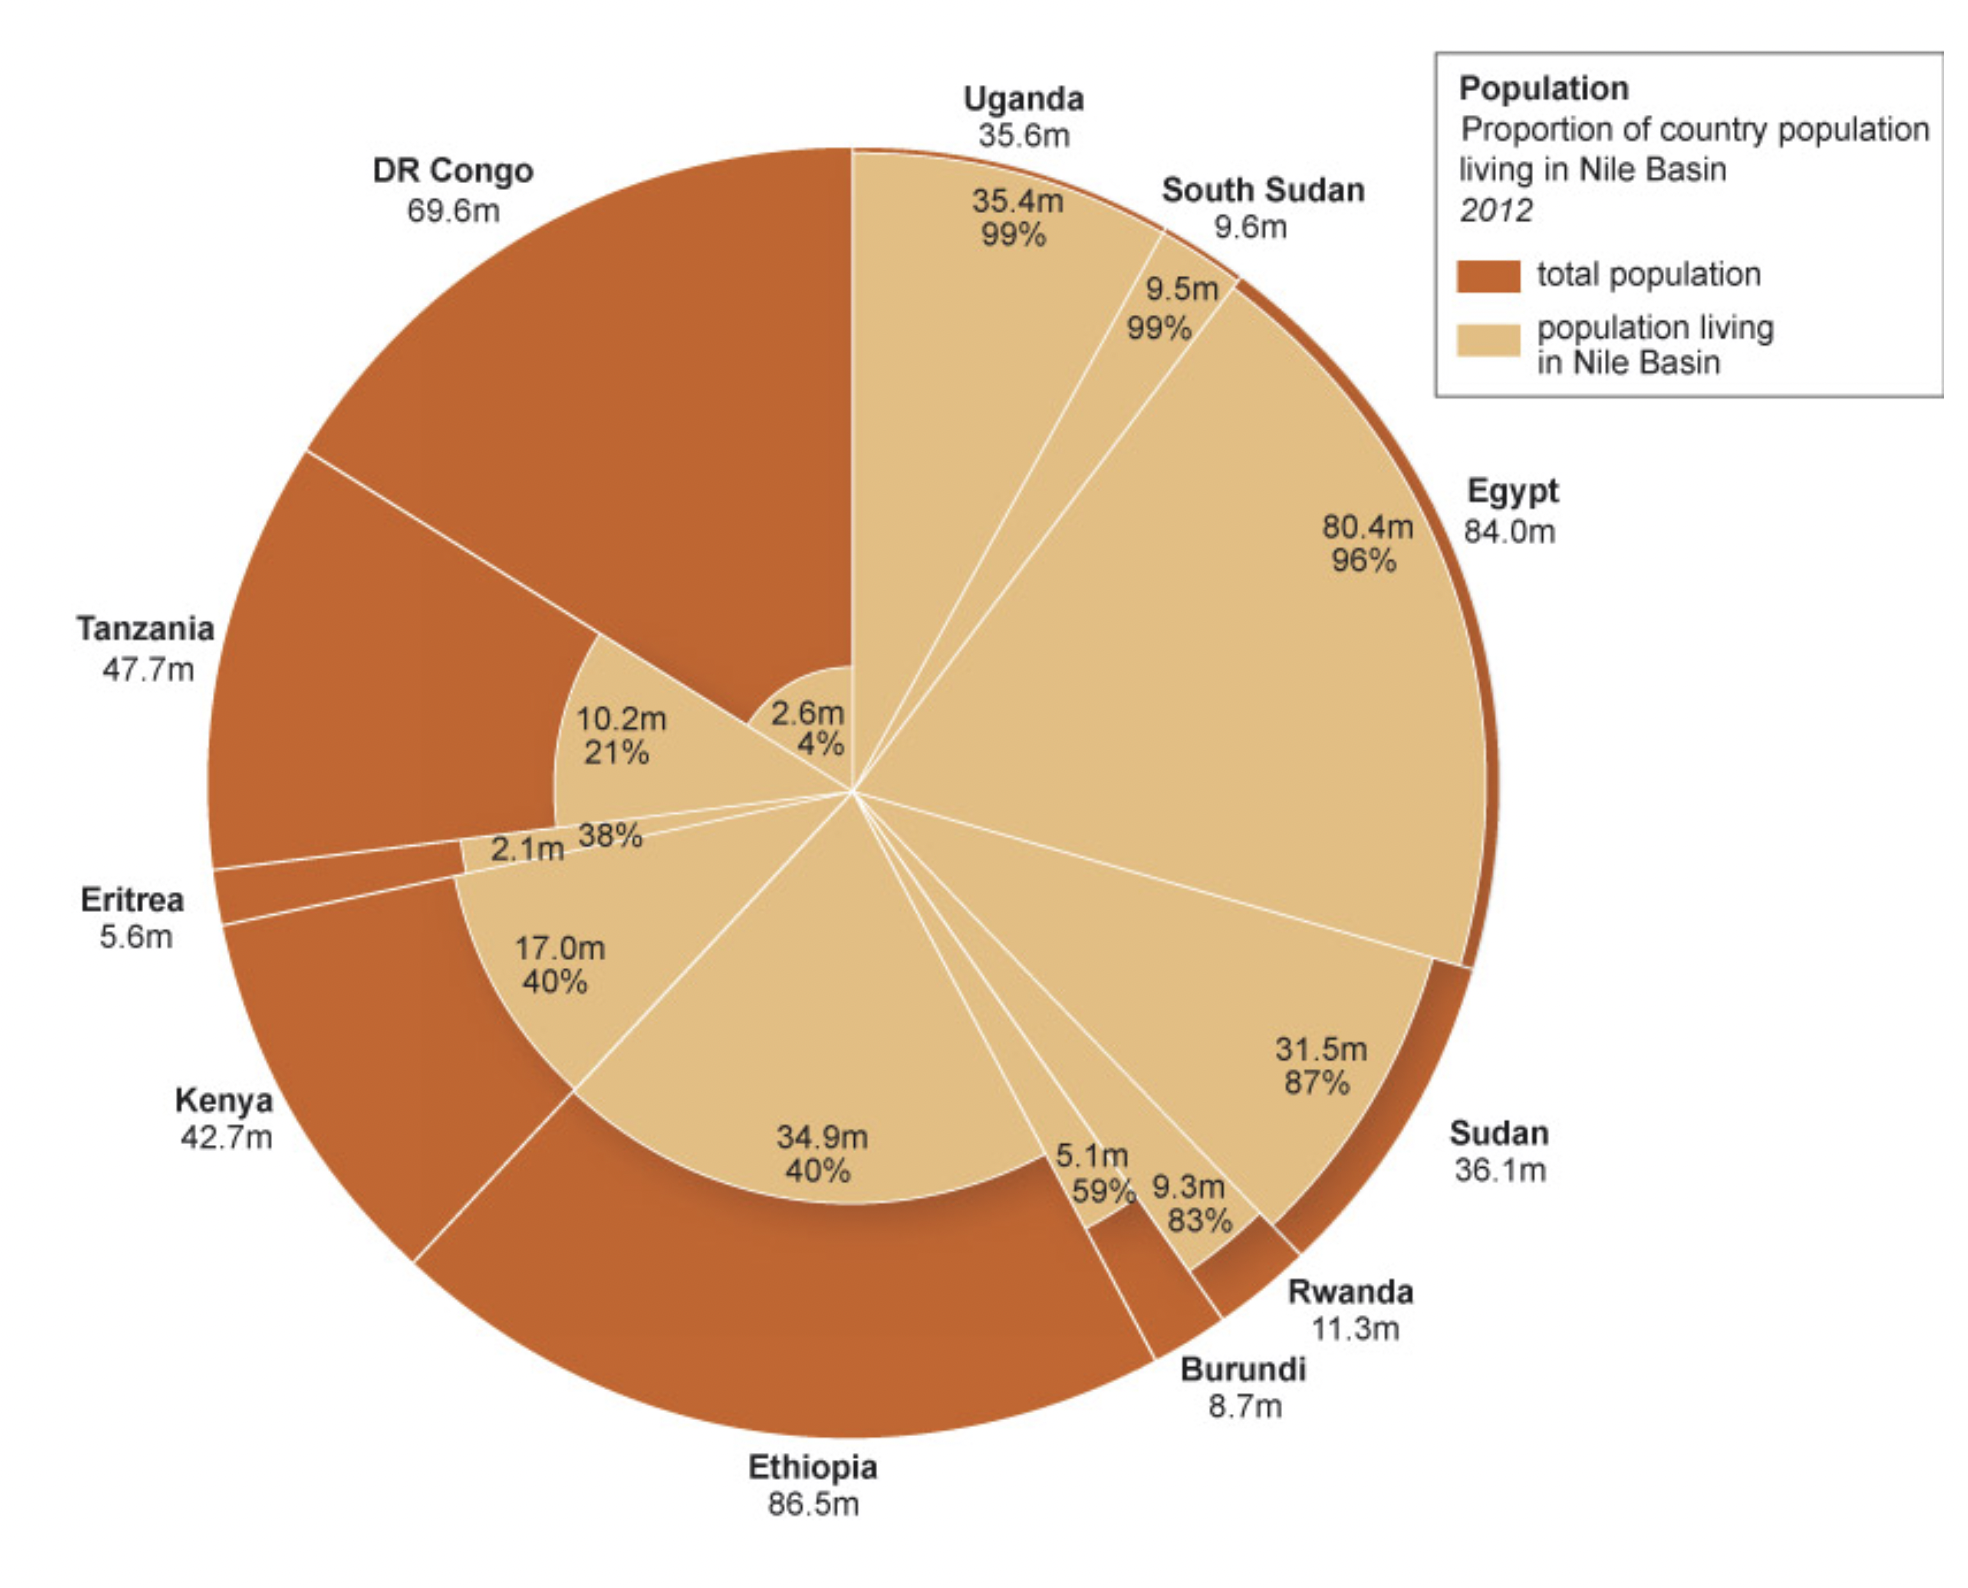 Population
Proportion of country population
living in Nile Basin
2012
total population
population living
in Nile Basin
Uganda
35.6m
35.4m
99%
South Sudan
9.6m
9.5m
99%
Egypt
84.0m
80.4m
96%
Sudan
36.1m
31.5m
87%
Rwanda
11.3m
9.3m
83%
Burundi
8.7m
5.1m
59%
Ethiopia
86.5m
34.9m
40%
Kenya
42.7m
17.0m
40%
Eritrea
5.6m
2.1m 38%
Tanzania
47.7m
10.2m
21%
DR Congo
69.6m
2.6m
4%